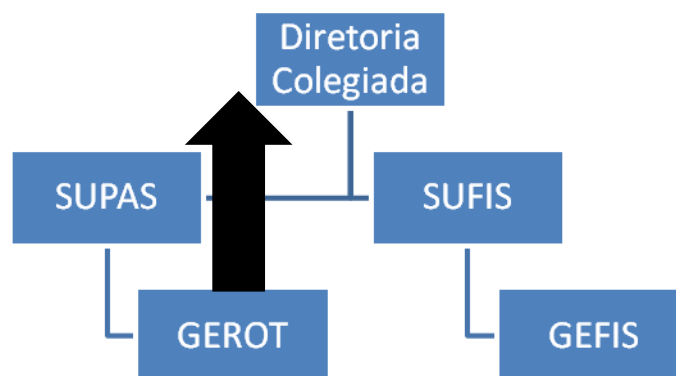 Diretoria
Colegiada
SUPAS
SUFIS
GEROT
GEFIS